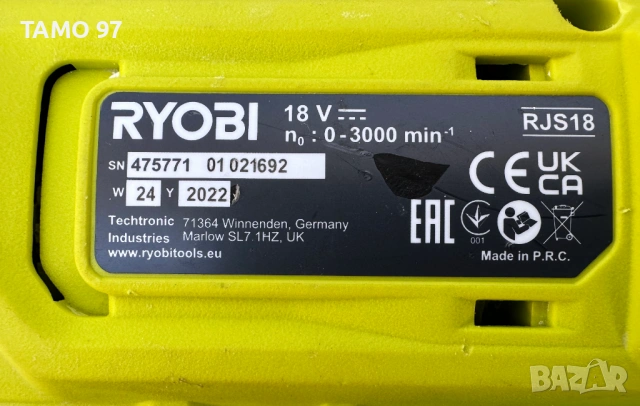 TAMO 97
RYOBI
18 V
n₀ : 0-3000 min⁻¹
RJS18
SN 475771 01 021692
W 24 Y 2022
CE UK CA
EAC
001
Techtronic Industries
71364 Winnenden, Germany
Marlow SL7.1HZ, UK
www.ryobitools.eu
Made in P.R.C.
BAZAR.bg